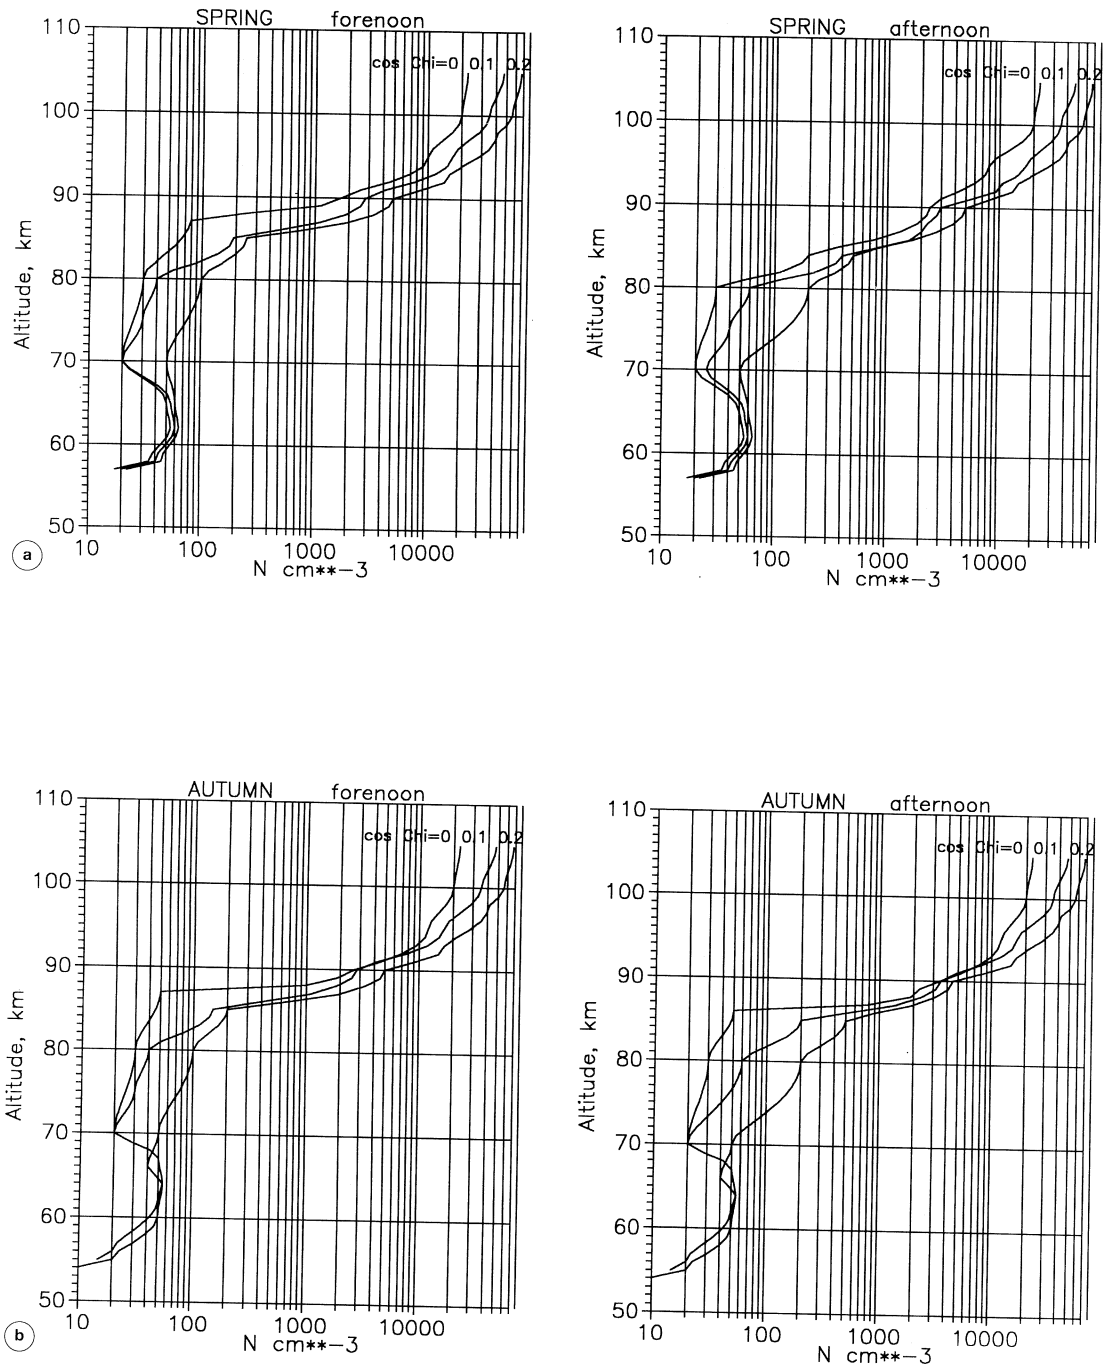 SPRING forenoon
110
cos Chi=0 0.1 0.2
100
90
80
70
60
50
Altitude, km
10 100 1000 10000
N cm**-3
a
SPRING afternoon
110
cos Chi=0 0.1 0.2
100
90
80
70
60
50
Altitude, km
10 100 1000 10000
N cm**-3
AUTUMN forenoon
110
cos Chi=0 0.1 0.2
100
90
80
70
60
50
Altitude, km
10 100 1000 10000
N cm**-3
b
AUTUMN afternoon
110
cos Chi=0 0.1 0.2
100
90
80
70
60
50
Altitude, km
10 100 1000 10000
N cm**-3